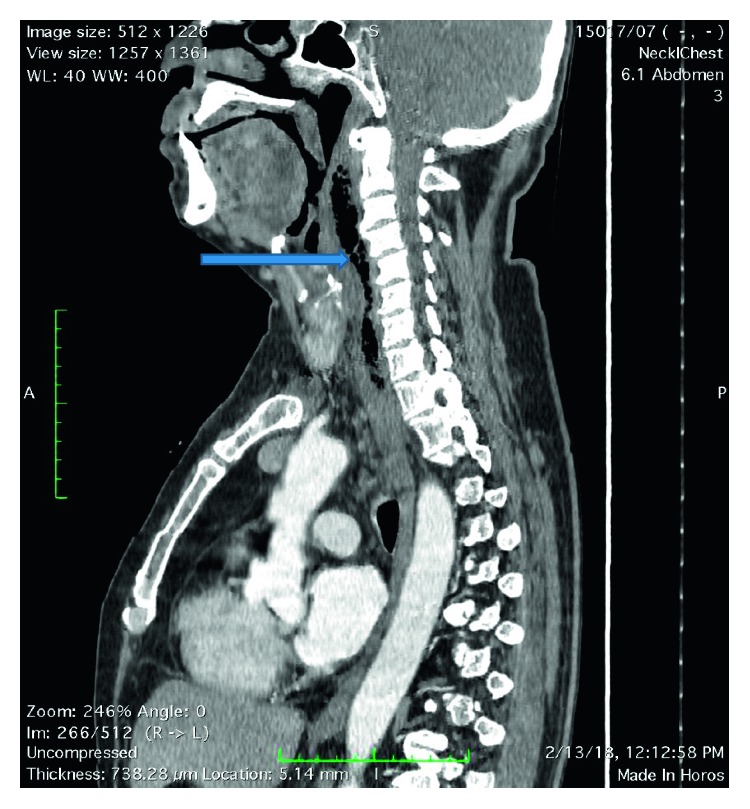 Image size: 512 x 1226
View size: 1257 x 1361
WL: 40 WW: 400
S
15017/07 ( - , - )
NecklChest
6.1 Abdomen
3
A
P
Zoom: 246% Angle: 0
Im: 266/512 (R -> L)
Uncompressed
Thickness: 738.28 µm Location: 5.14 mm
I
2/13/18, 12:12:58 PM
Made In Horos